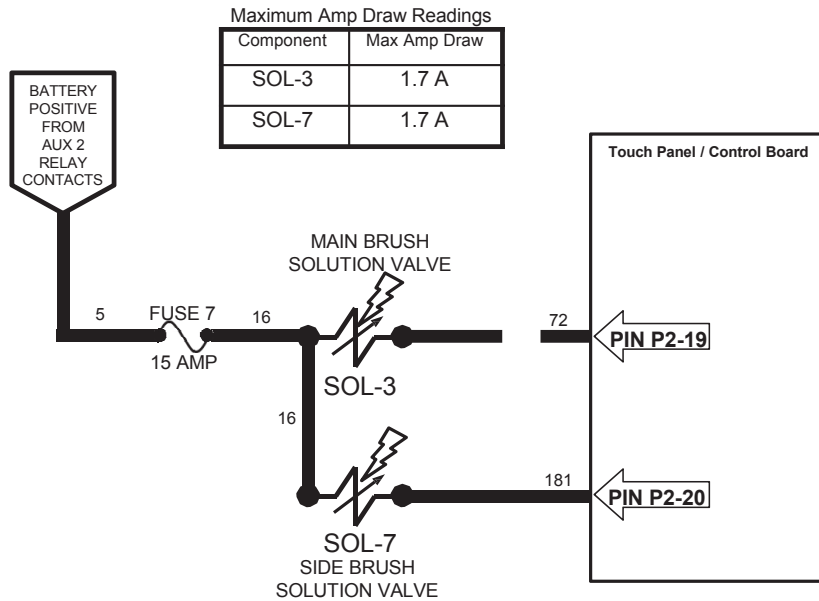 Maximum Amp Draw Readings
Component Max Amp Draw
SOL-3 1.7 A
SOL-7 1.7 A
BATTERY
POSITIVE
FROM
AUX 2
RELAY
CONTACTS
Touch Panel / Control Board
MAIN BRUSH
SOLUTION VALVE
5 FUSE 7 16 72
15 AMP
PIN P2-19
SOL-3
16
181
PIN P2-20
SOL-7
SIDE BRUSH
SOLUTION VALVE